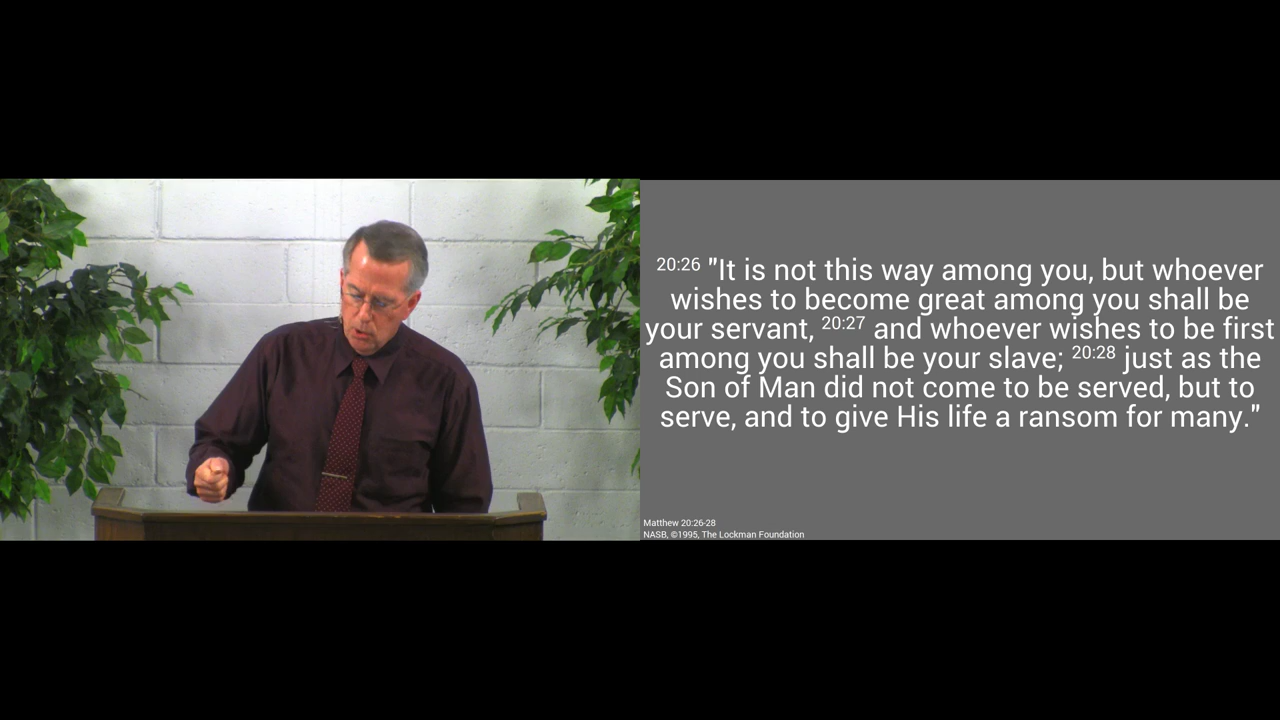 20:26 "It is not this way among you, but whoever
wishes to become great among you shall be
your servant, 20:27 and whoever wishes to be first
among you shall be your slave; 20:28 just as the
Son of Man did not come to be served, but to
serve, and to give His life a ransom for many."
Matthew 20:26-28
NASB, ©1995, The Lockman Foundation